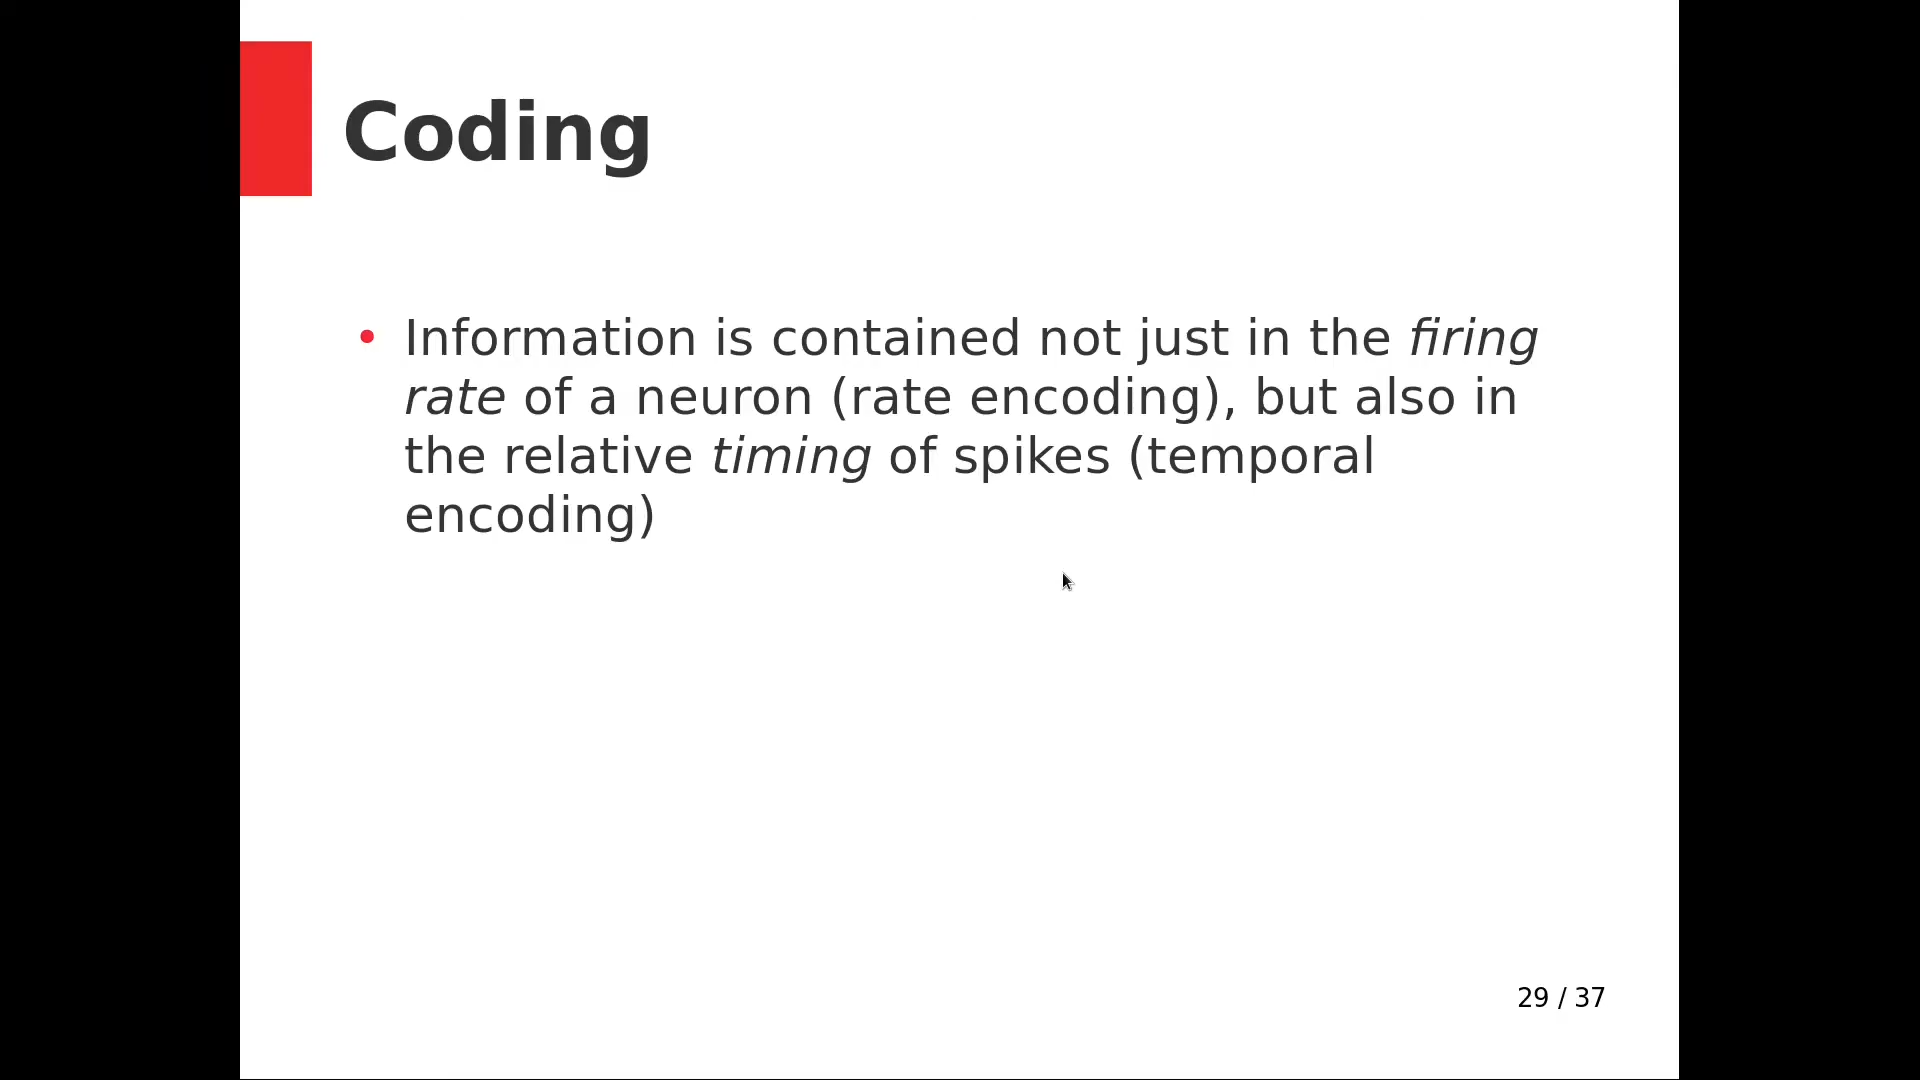 Coding
• Information is contained not just in the firing
rate of a neuron (rate encoding), but also in
the relative timing of spikes (temporal
encoding)
29 / 37